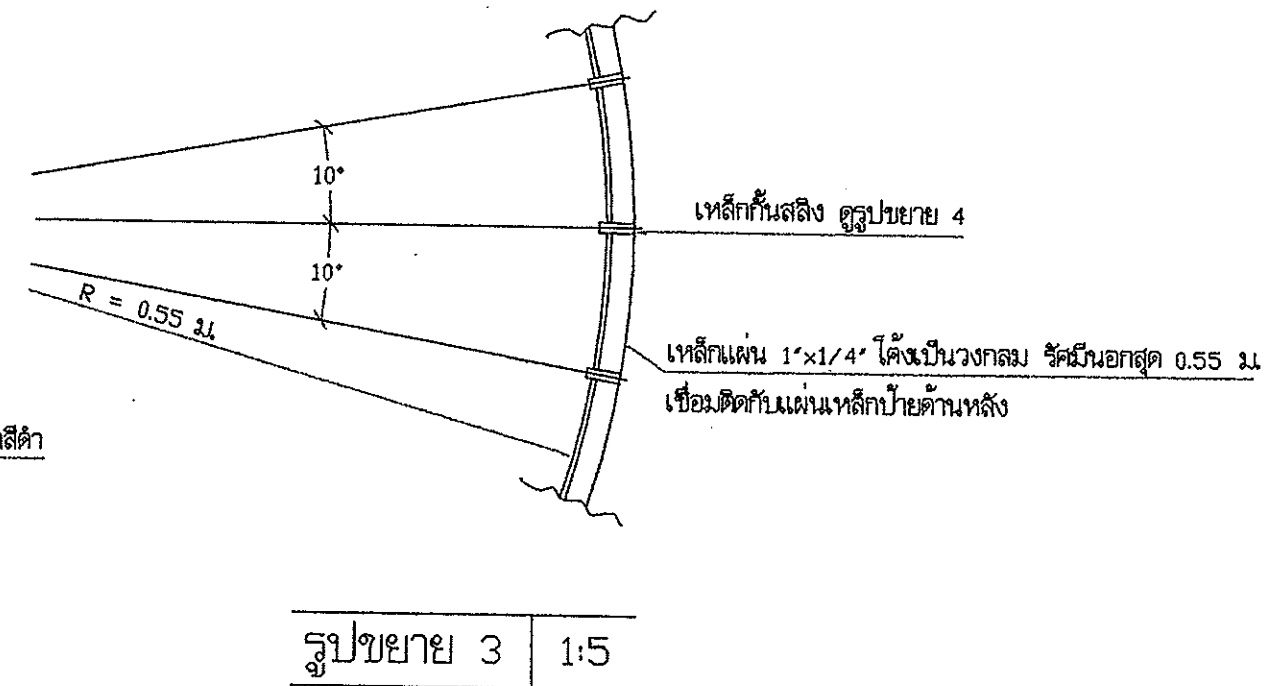 10°
เหล็กกั้นสลิง ดูรูปขยาย 4
10°
R = 0.55 ม.
เหล็กแผ่น 1"x1/4" โค้งเป็นวงกลม รัศมีนอกสุด 0.55 ม.
เชื่อมติดกับแผ่นเหล็กป้ายด้านหลัง
สีดำ
รูปขยาย 3
1:5